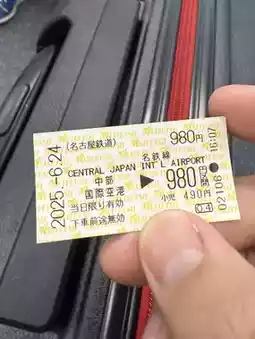 2025.-6.24
(名古屋鉄道) 980円
名鉄線
CENTRAL JAPAN INT'L AIRPORT
中部国際空港 ▶ 980円区間
小児 490円
当日限り有効
下車前途無効
16:07
02106